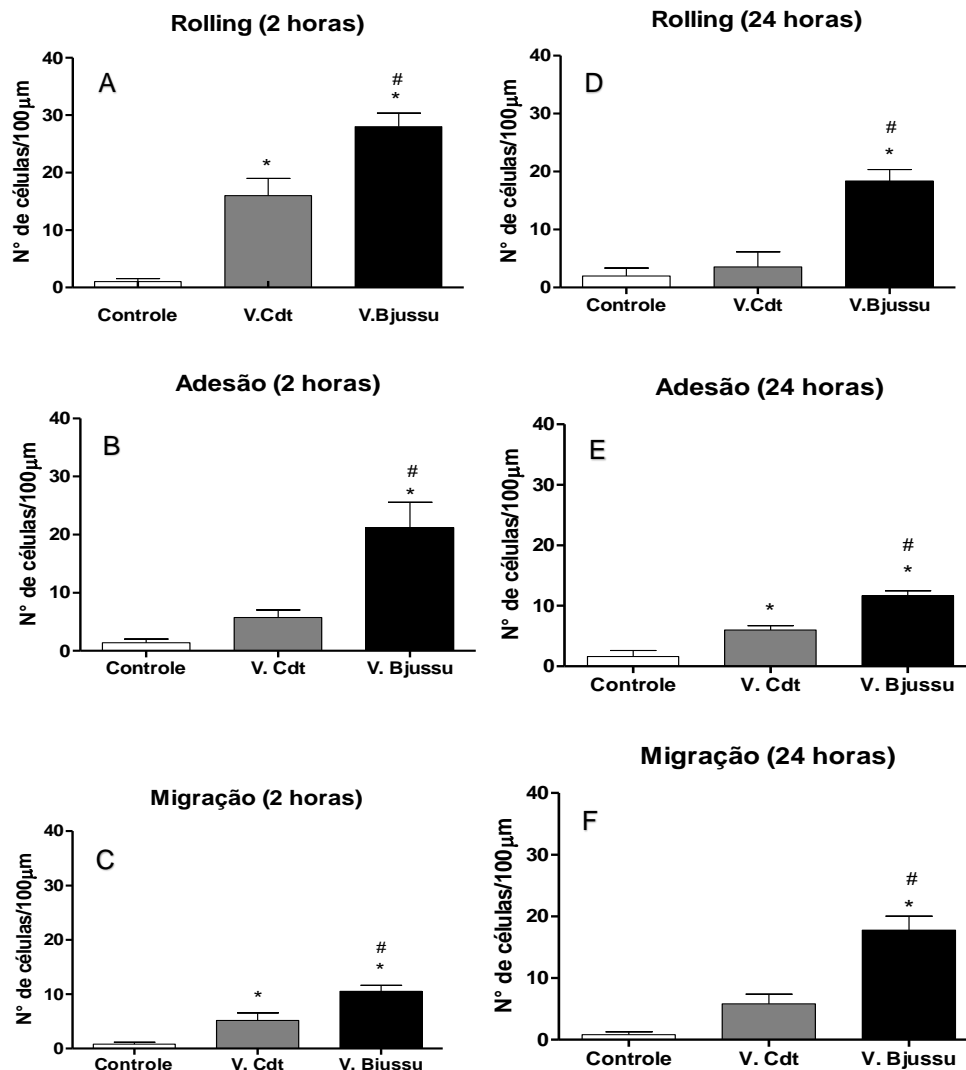 Rolling (2 horas)
A
N° de células/100µm
40
30
20
10
0
*
#
*
Controle V.Cdt V.Bjussu
Rolling (24 horas)
D
N° de células/100µm
40
30
20
10
0
#
*
Controle V.Cdt V.Bjussu
Adesão (2 horas)
B
N° de células/100µm
40
30
20
10
0
#
*
Controle V. Cdt V. Bjussu
Adesão (24 horas)
E
N° de células/100µm
40
30
20
10
0
*
#
*
Controle V. Cdt V. Bjussu
Migração (2 horas)
C
N° de células/100µm
40
30
20
10
0
*
#
*
Controle V. Cdt V. Bjussu
Migração (24 horas)
F
N° de células/100µm
40
30
20
10
0
#
*
Controle V. Cdt V. Bjussu